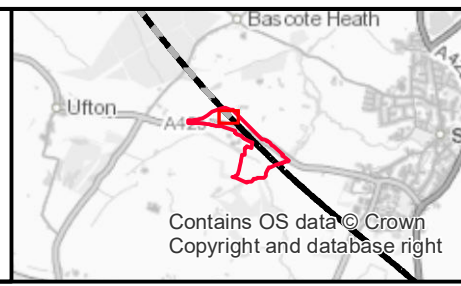 Bascote Heath
Ufton
A425
Contains OS data © Crown
Copyright and database right